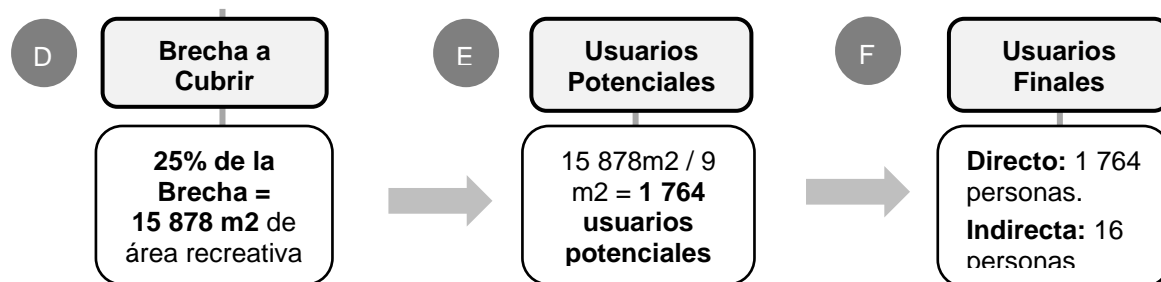 D
Brecha a
Cubrir
25% de la
Brecha =
15 878 m2 de
área recreativa
E
Usuarios
Potenciales
15 878m2 / 9
m2 = 1 764
usuarios
potenciales
F
Usuarios
Finales
Directo: 1 764
personas.
Indirecta: 16
personas